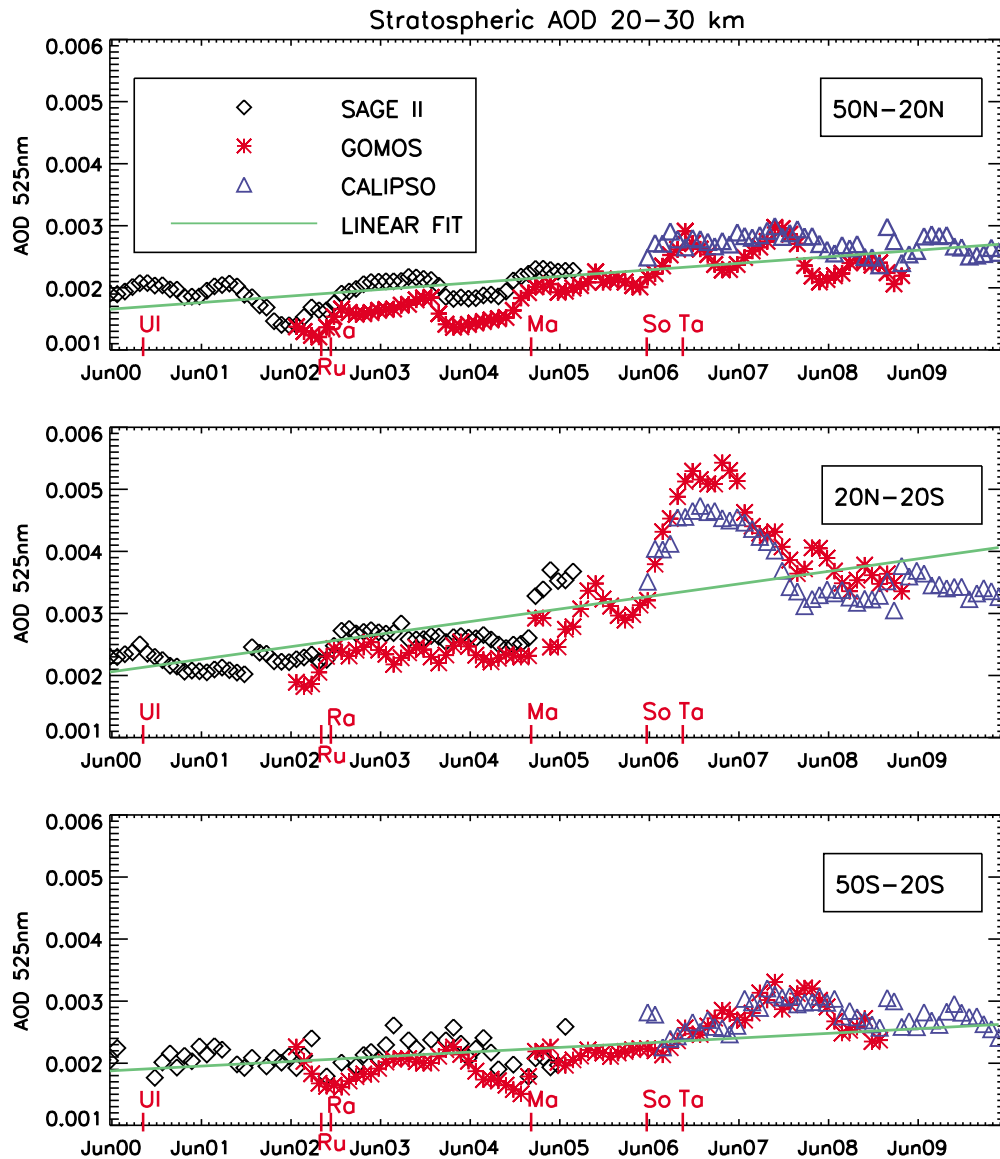 Stratospheric AOD 20-30 km
0.006
0.005
0.004
0.003
0.002
0.001
AOD 525nm
SAGE II
GOMOS
CALIPSO
LINEAR FIT
50N-20N
Ul
Ra
Ru
Ma
So
Ta
Jun00 Jun01 Jun02 Jun03 Jun04 Jun05 Jun06 Jun07 Jun08 Jun09
0.006
0.005
0.004
0.003
0.002
0.001
AOD 525nm
20N-20S
Ul
Ra
Ru
Ma
So
Ta
Jun00 Jun01 Jun02 Jun03 Jun04 Jun05 Jun06 Jun07 Jun08 Jun09
0.006
0.005
0.004
0.003
0.002
0.001
AOD 525nm
50S-20S
Ul
Ra
Ru
Ma
So
Ta
Jun00 Jun01 Jun02 Jun03 Jun04 Jun05 Jun06 Jun07 Jun08 Jun09